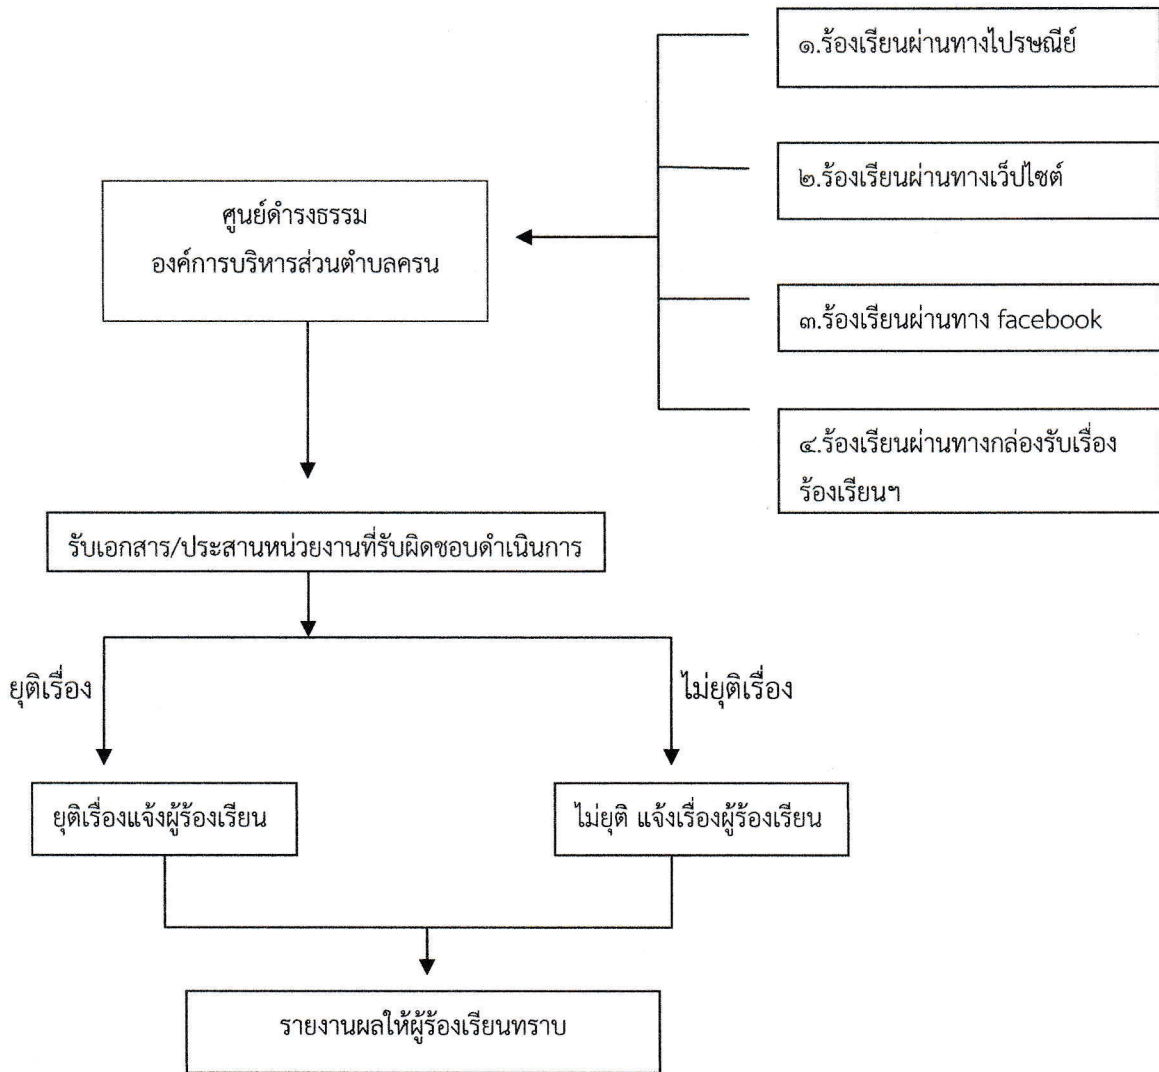 ๑.ร้องเรียนผ่านทางไปรษณีย์
๒.ร้องเรียนผ่านทางเว็ปไซต์
ศูนย์ดำรงธรรม
องค์การบริหารส่วนตำบลครน
๓.ร้องเรียนผ่านทาง facebook
๔.ร้องเรียนผ่านทางกล่องรับเรื่อง
ร้องเรียนฯ
รับเอกสาร/ประสานหน่วยงานที่รับผิดชอบดำเนินการ
ยุติเรื่อง
ไม่ยุติเรื่อง
ยุติเรื่องแจ้งผู้ร้องเรียน
ไม่ยุติ แจ้งเรื่องผู้ร้องเรียน
รายงานผลให้ผู้ร้องเรียนทราบ